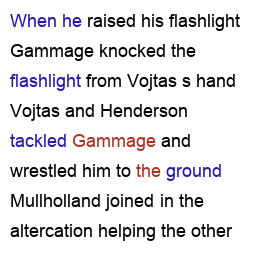 When he raised his flashlight
Gammage knocked the
flashlight from Vojtas s hand
Vojtas and Henderson
tackled Gammage and
wrestled him to the ground
Mullholland joined in the
altercation helping the other